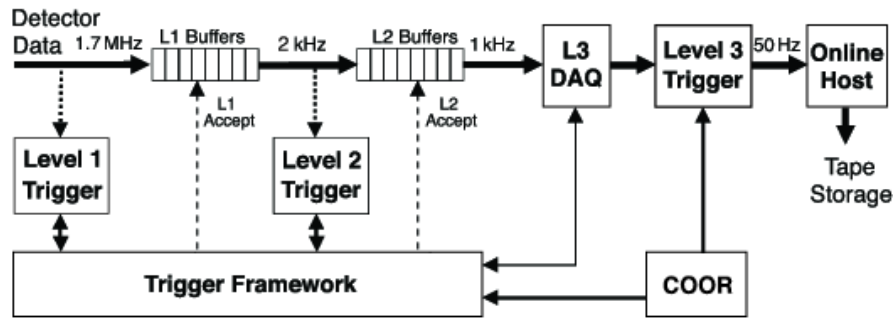 Detector
Data
1.7 MHz
L1 Buffers
2 kHz
L2 Buffers
1 kHz
L3
DAQ
Level 3
Trigger
50 Hz
Online
Host
L1
Accept
L2
Accept
Level 1
Trigger
Level 2
Trigger
Tape
Storage
Trigger Framework
COOR